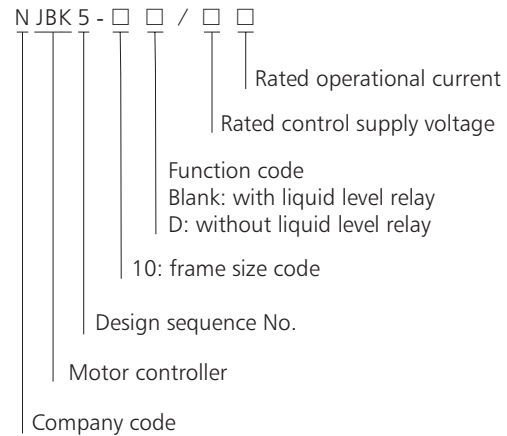 N JBK 5 - □ □ / □ □
Rated operational current
Rated control supply voltage
Function code
Blank: with liquid level relay
D: without liquid level relay
10: frame size code
Design sequence No.
Motor controller
Company code